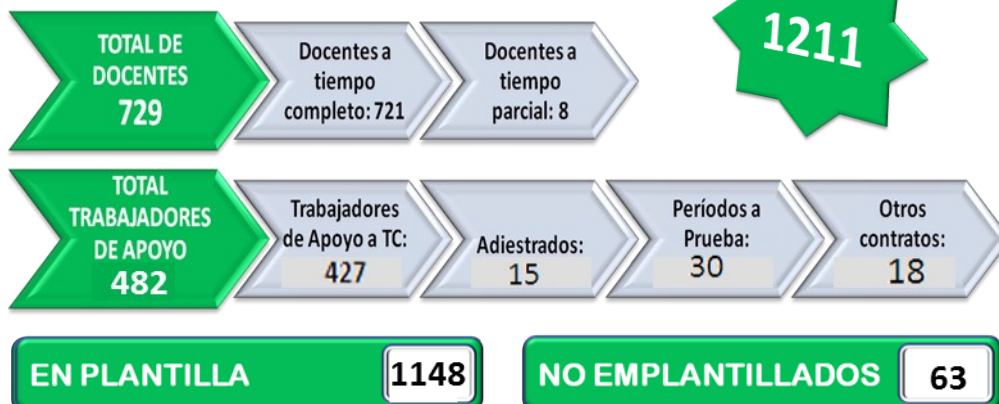 1211
TOTAL DE
DOCENTES
729
Docentes a
tiempo
completo: 721
Docentes a
tiempo
parcial: 8
TOTAL
TRABAJADORES
DE APOYO
482
Trabajadores
de Apoyo a TC:
427
Adiestrados:
15
Períodos a
Prueba:
30
Otros
contratos:
18
EN PLANTILLA
1148
NO EMPLANTILLADOS
63